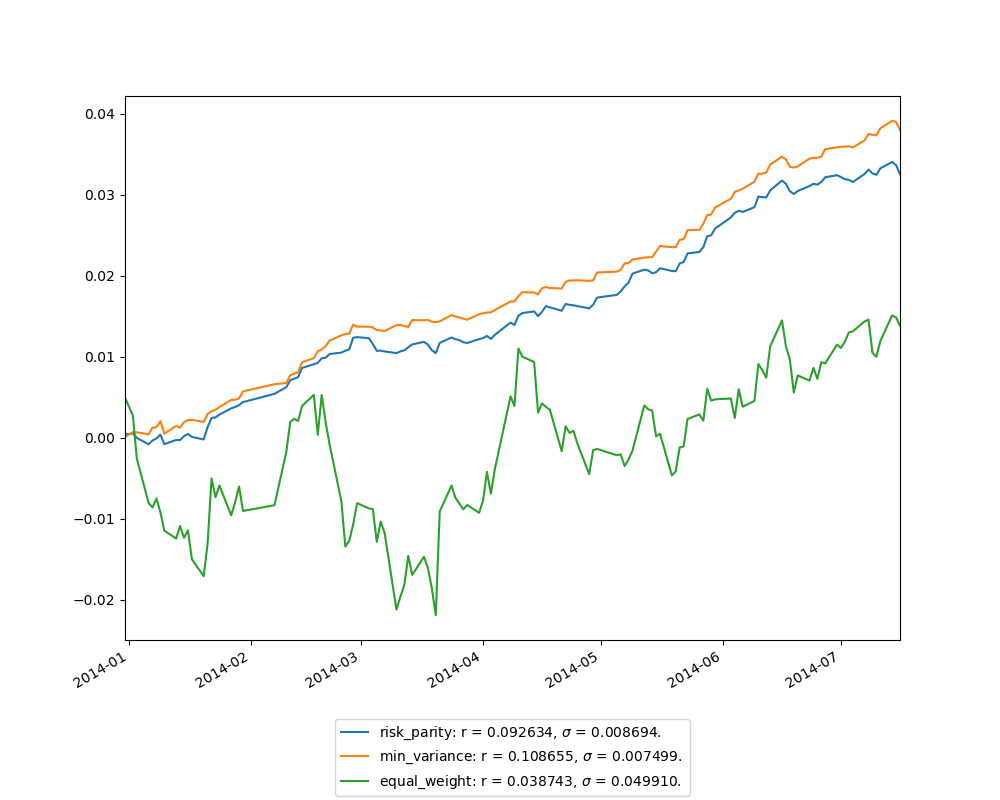 0.04
0.03
0.02
0.01
0.00
−0.01
−0.02
2014-01 2014-02 2014-03 2014-04 2014-05 2014-06 2014-07
risk_parity: r = 0.092634, σ = 0.008694.
min_variance: r = 0.108655, σ = 0.007499.
equal_weight: r = 0.038743, σ = 0.049910.